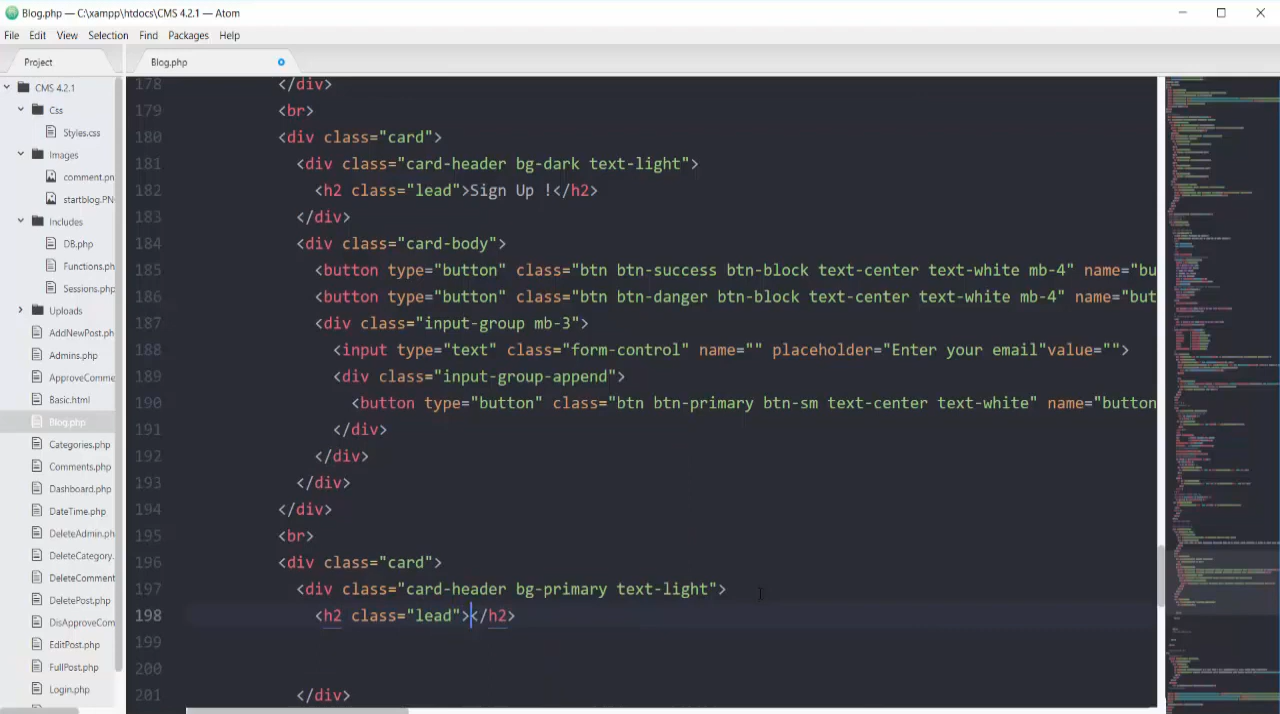 Blog.php — C:\xampp\htdocs\CMS 4.2.1 — Atom
File Edit View Selection Find Packages Help
Project
Blog.php
CMS 4.2.1
Css
Styles.css
Images
comment.pn
startblog.PN
Includes
DB.php
Functions.ph
Sessions.php
Uploads
AddNewPost.ph
Admins.php
ApproveComme
Basic.html
Blog.php
Categories.php
Comments.php
Dashboard.php
DateTime.php
DeleteAdmin.ph
DeleteCategory.
DeleteComment
DeletePost.php
DisApproveCom
EditPost.php
FullPost.php
Login.php
178 </div>
179 <br>
180 <div class="card">
181 <div class="card-header bg-dark text-light">
182 <h2 class="lead">Sign Up !</h2>
183 </div>
184 <div class="card-body">
185 <button type="button" class="btn btn-success btn-block text-center text-white mb-4" name="bu
186 <button type="button" class="btn btn-danger btn-block text-center text-white mb-4" name="but
187 <div class="input-group mb-3">
188 <input type="text" class="form-control" name="" placeholder="Enter your email"value="">
189 <div class="input-group-append">
190 <button type="button" class="btn btn-primary btn-sm text-center text-white" name="button
191 </div>
192 </div>
193 </div>
194 </div>
195 <br>
196 <div class="card">
197 <div class="card-header bg-primary text-light">
198 <h2 class="lead"></h2>
199
200
201 </div>